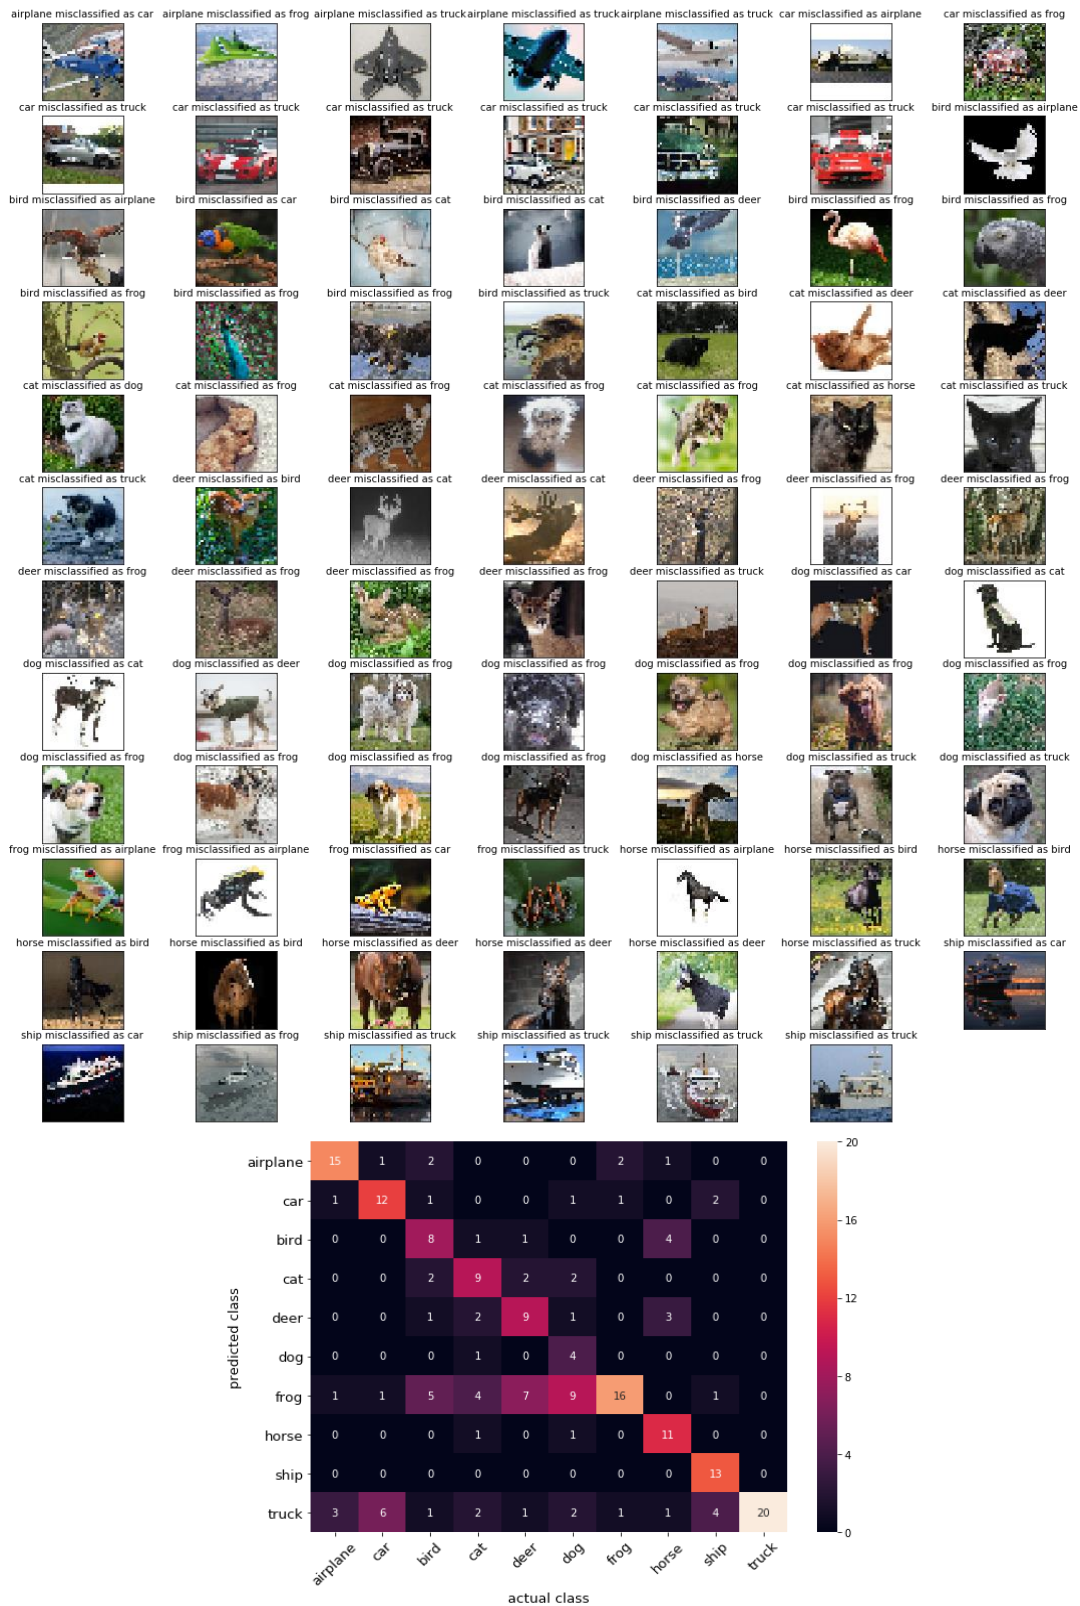 airplane misclassified as car airplane misclassified as frog airplane misclassified as truck airplane misclassified as truck airplane misclassified as truck car misclassified as airplane car misclassified as frog
car misclassified as truck car misclassified as truck car misclassified as truck car misclassified as truck car misclassified as truck car misclassified as truck bird misclassified as airplane
bird misclassified as airplane bird misclassified as car bird misclassified as cat bird misclassified as cat bird misclassified as deer bird misclassified as frog bird misclassified as frog
bird misclassified as frog bird misclassified as frog bird misclassified as frog bird misclassified as truck cat misclassified as bird cat misclassified as deer cat misclassified as deer
cat misclassified as dog cat misclassified as frog cat misclassified as frog cat misclassified as frog cat misclassified as frog cat misclassified as horse cat misclassified as truck
cat misclassified as truck deer misclassified as bird deer misclassified as cat deer misclassified as cat deer misclassified as frog deer misclassified as frog deer misclassified as frog
deer misclassified as frog deer misclassified as frog deer misclassified as frog deer misclassified as frog deer misclassified as truck dog misclassified as car dog misclassified as cat
dog misclassified as cat dog misclassified as deer dog misclassified as frog dog misclassified as frog dog misclassified as frog dog misclassified as frog dog misclassified as frog
dog misclassified as frog dog misclassified as frog dog misclassified as frog dog misclassified as frog dog misclassified as horse dog misclassified as truck dog misclassified as truck
frog misclassified as airplane frog misclassified as airplane frog misclassified as car frog misclassified as truck horse misclassified as airplane horse misclassified as bird horse misclassified as bird
horse misclassified as bird horse misclassified as bird horse misclassified as deer horse misclassified as deer horse misclassified as deer horse misclassified as truck ship misclassified as car
ship misclassified as car ship misclassified as frog ship misclassified as truck ship misclassified as truck ship misclassified as truck ship misclassified as truck
predicted class
airplane 15 1 2 0 0 0 2 1 0 0
car 1 12 1 0 0 1 1 0 2 0
bird 0 0 8 1 1 0 0 4 0 0
cat 0 0 2 9 2 2 0 0 0 0
deer 0 0 1 2 9 1 0 3 0 0
dog 0 0 0 1 0 4 0 0 0 0
frog 1 1 5 4 7 9 16 0 1 0
horse 0 0 0 1 0 1 0 11 0 0
ship 0 0 0 0 0 0 0 0 13 0
truck 3 6 1 2 1 2 1 1 4 20
airplane car bird cat deer dog frog horse ship truck
actual class
20
16
12
8
4
0